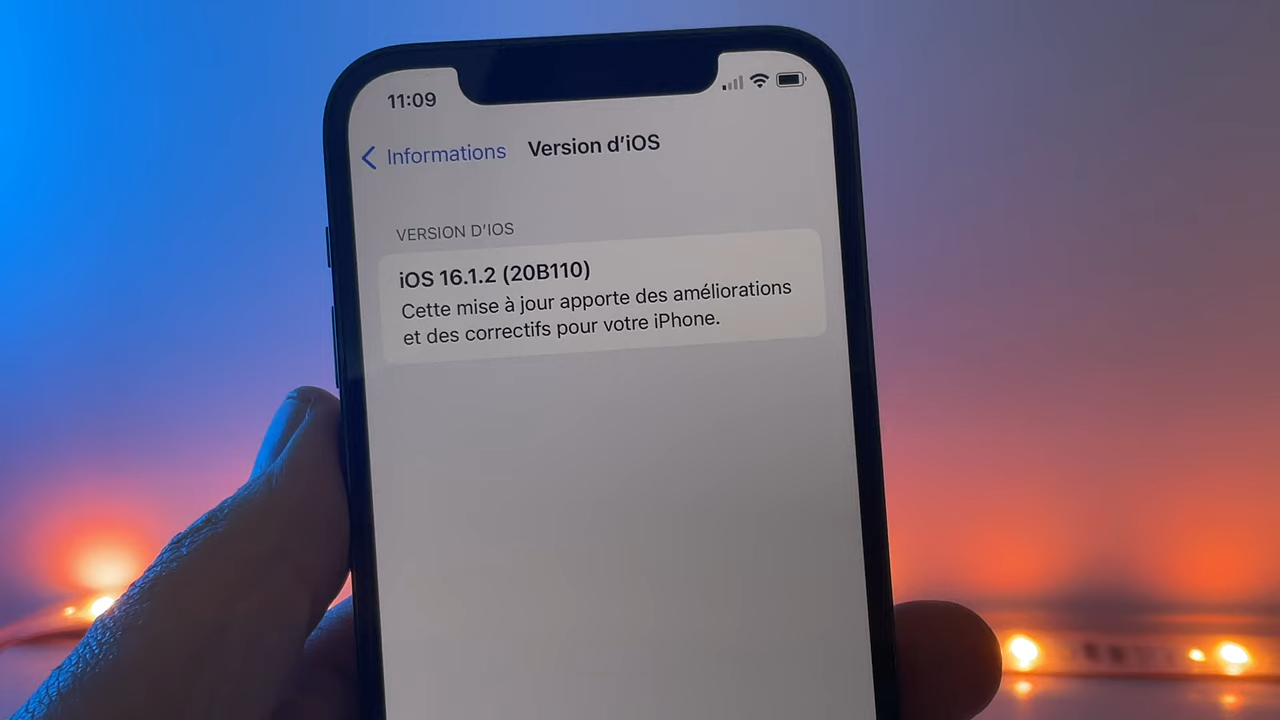 11:09
Informations
Version d’iOS
VERSION D’IOS
iOS 16.1.2 (20B110)
Cette mise à jour apporte des améliorations
et des correctifs pour votre iPhone.